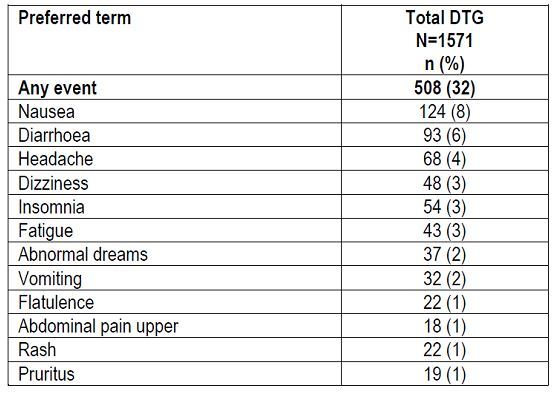 Preferred term Total DTG
N=1571
n (%)
Any event 508 (32)
Nausea 124 (8)
Diarrhoea 93 (6)
Headache 68 (4)
Dizziness 48 (3)
Insomnia 54 (3)
Fatigue 43 (3)
Abnormal dreams 37 (2)
Vomiting 32 (2)
Flatulence 22 (1)
Abdominal pain upper 18 (1)
Rash 22 (1)
Pruritus 19 (1)